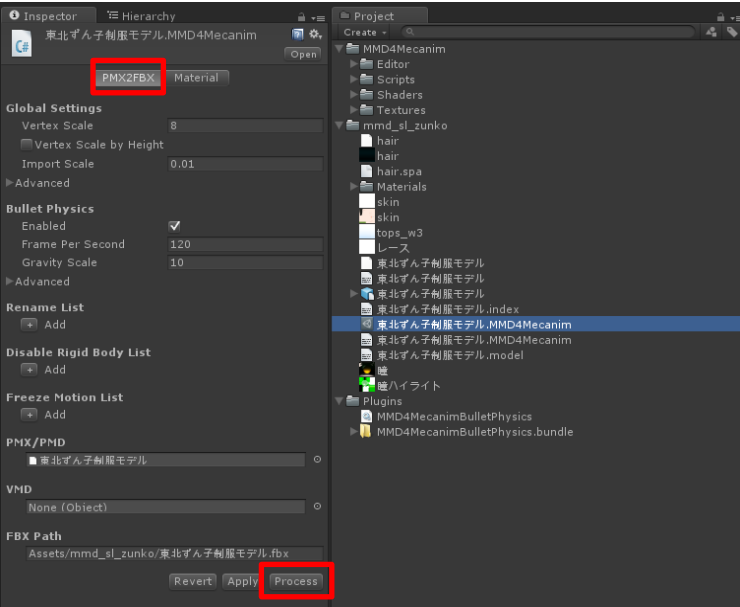 Inspector
Hierarchy
東北ずん子制服モデル.MMD4Mecanim
Open
PMX2FBX
Material
Global Settings
Vertex Scale 8
Vertex Scale by Height
Import Scale 0.01
Advanced
Bullet Physics
Enabled
Frame Per Second 120
Gravity Scale 10
Advanced
Rename List
Add
Disable Rigid Body List
Add
Freeze Motion List
Add
PMX/PMD
東北ずん子制服モデル
VMD
None (Object)
FBX Path
Assets/mmd_sl_zunko/東北ずん子制服モデル.fbx
Revert Apply Process
Project
Create
MMD4Mecanim
Editor
Scripts
Shaders
Textures
mmd_sl_zunko
hair
hair
hair.spa
Materials
skin
skin
tops_w3
レース
東北ずん子制服モデル
東北ずん子制服モデル
東北ずん子制服モデル
東北ずん子制服モデル.index
東北ずん子制服モデル.MMD4Mecanim
東北ずん子制服モデル.MMD4Mecanim
東北ずん子制服モデル.model
瞳
瞳ハイライト
Plugins
MMD4MecanimBulletPhysics
MMD4MecanimBulletPhysics.bundle